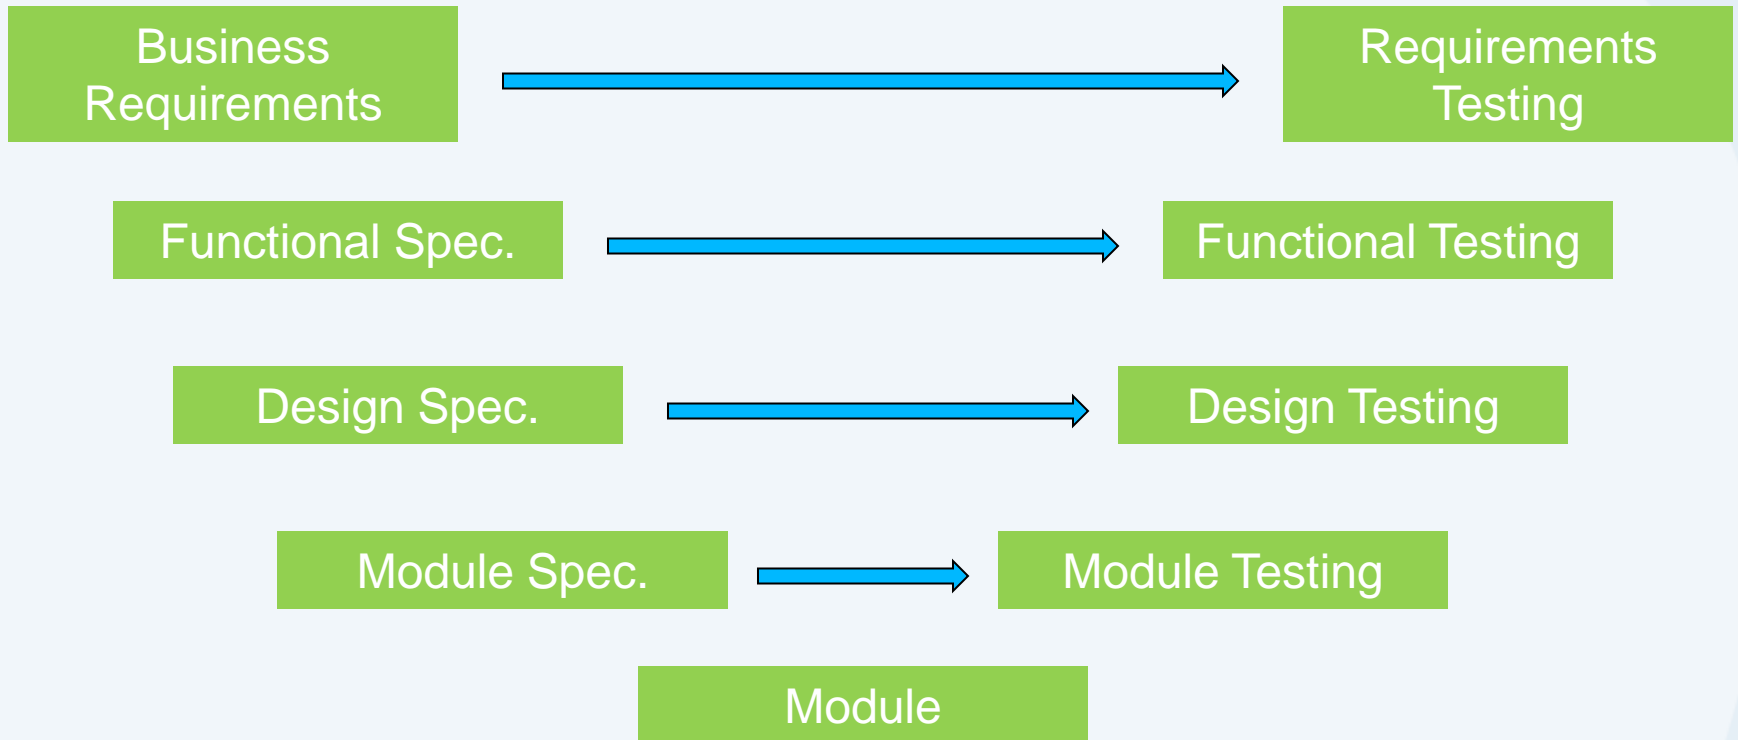 Business
Requirements
Requirements
Testing
Functional Spec.
Functional Testing
Design Spec.
Design Testing
Module Spec.
Module Testing
Module